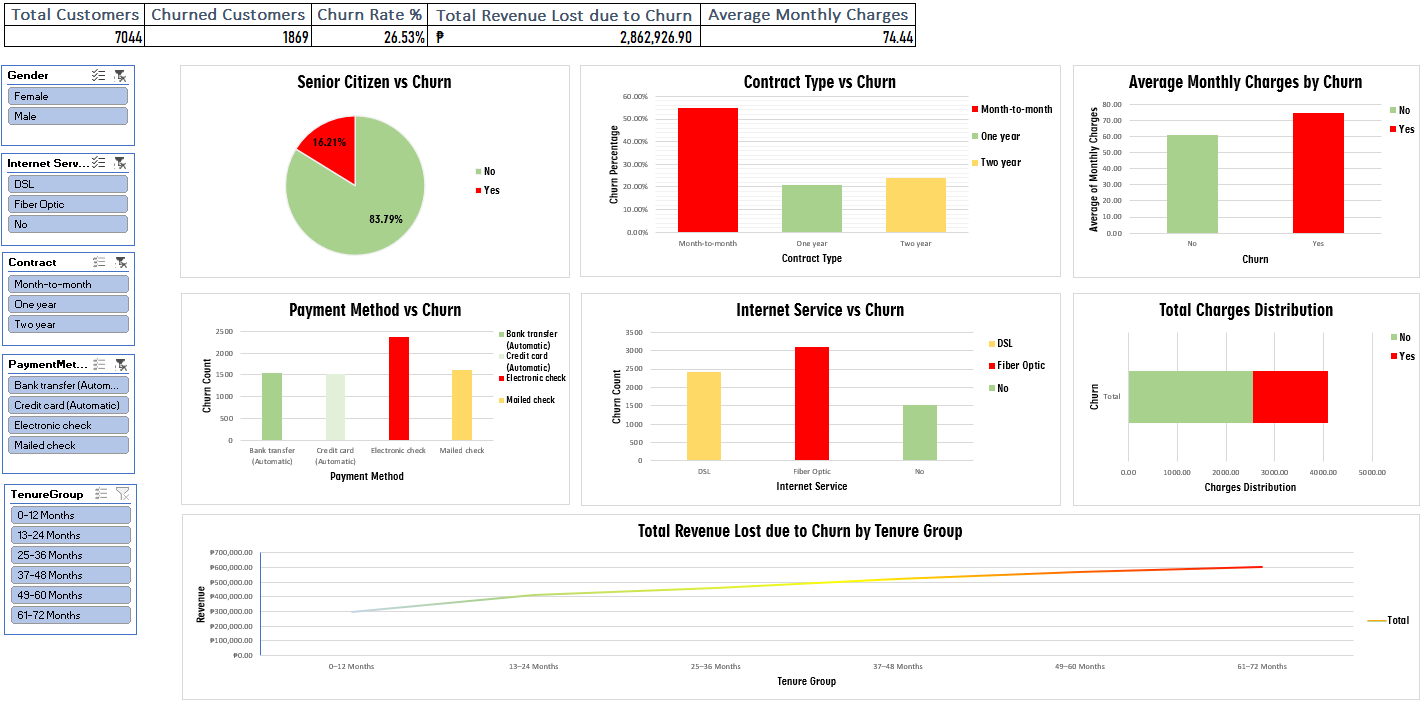 Total Customers Churned Customers Churn Rate % Total Revenue Lost due to Churn Average Monthly Charges
7044 1869 26.53% ₱ 2,862,926.90 74.44
Gender
Female
Male
Internet Serv...
DSL
Fiber Optic
No
Contract
Month-to-month
One year
Two year
PaymentMet...
Bank transfer (Autom...
Credit card (Automatic)
Electronic check
Mailed check
TenureGroup
0-12 Months
13-24 Months
25-36 Months
37-48 Months
49-60 Months
61-72 Months
Senior Citizen vs Churn
16.21%
83.79%
No
Yes
Contract Type vs Churn
Churn Percentage
60.00%
50.00%
40.00%
30.00%
20.00%
10.00%
0.00%
Month-to-month One year Two year
Contract Type
Month-to-month
One year
Two year
Average Monthly Charges by Churn
Average of Monthly Charges
80.00
70.00
60.00
50.00
40.00
30.00
20.00
10.00
0.00
No Yes
Churn
No
Yes
Payment Method vs Churn
Churn Count
2500
2000
1500
1000
500
0
Bank transfer (Automatic)
Credit card (Automatic)
Electronic check
Mailed check
Payment Method
Bank transfer
(Automatic)
Credit card
(Automatic)
Electronic check
Mailed check
Internet Service vs Churn
Churn Count
3500
3000
2500
2000
1500
1000
500
0
DSL Fiber Optic No
Internet Service
DSL
Fiber Optic
No
Total Charges Distribution
Churn
Total
0.00 1000.00 2000.00 3000.00 4000.00 5000.00
Charges Distribution
No
Yes
Total Revenue Lost due to Churn by Tenure Group
Revenue
₱700,000.00
₱600,000.00
₱500,000.00
₱400,000.00
₱300,000.00
₱200,000.00
₱100,000.00
₱0.00
0-12 Months 13-24 Months 25-36 Months 37-48 Months 49-60 Months 61-72 Months
Tenure Group
Total